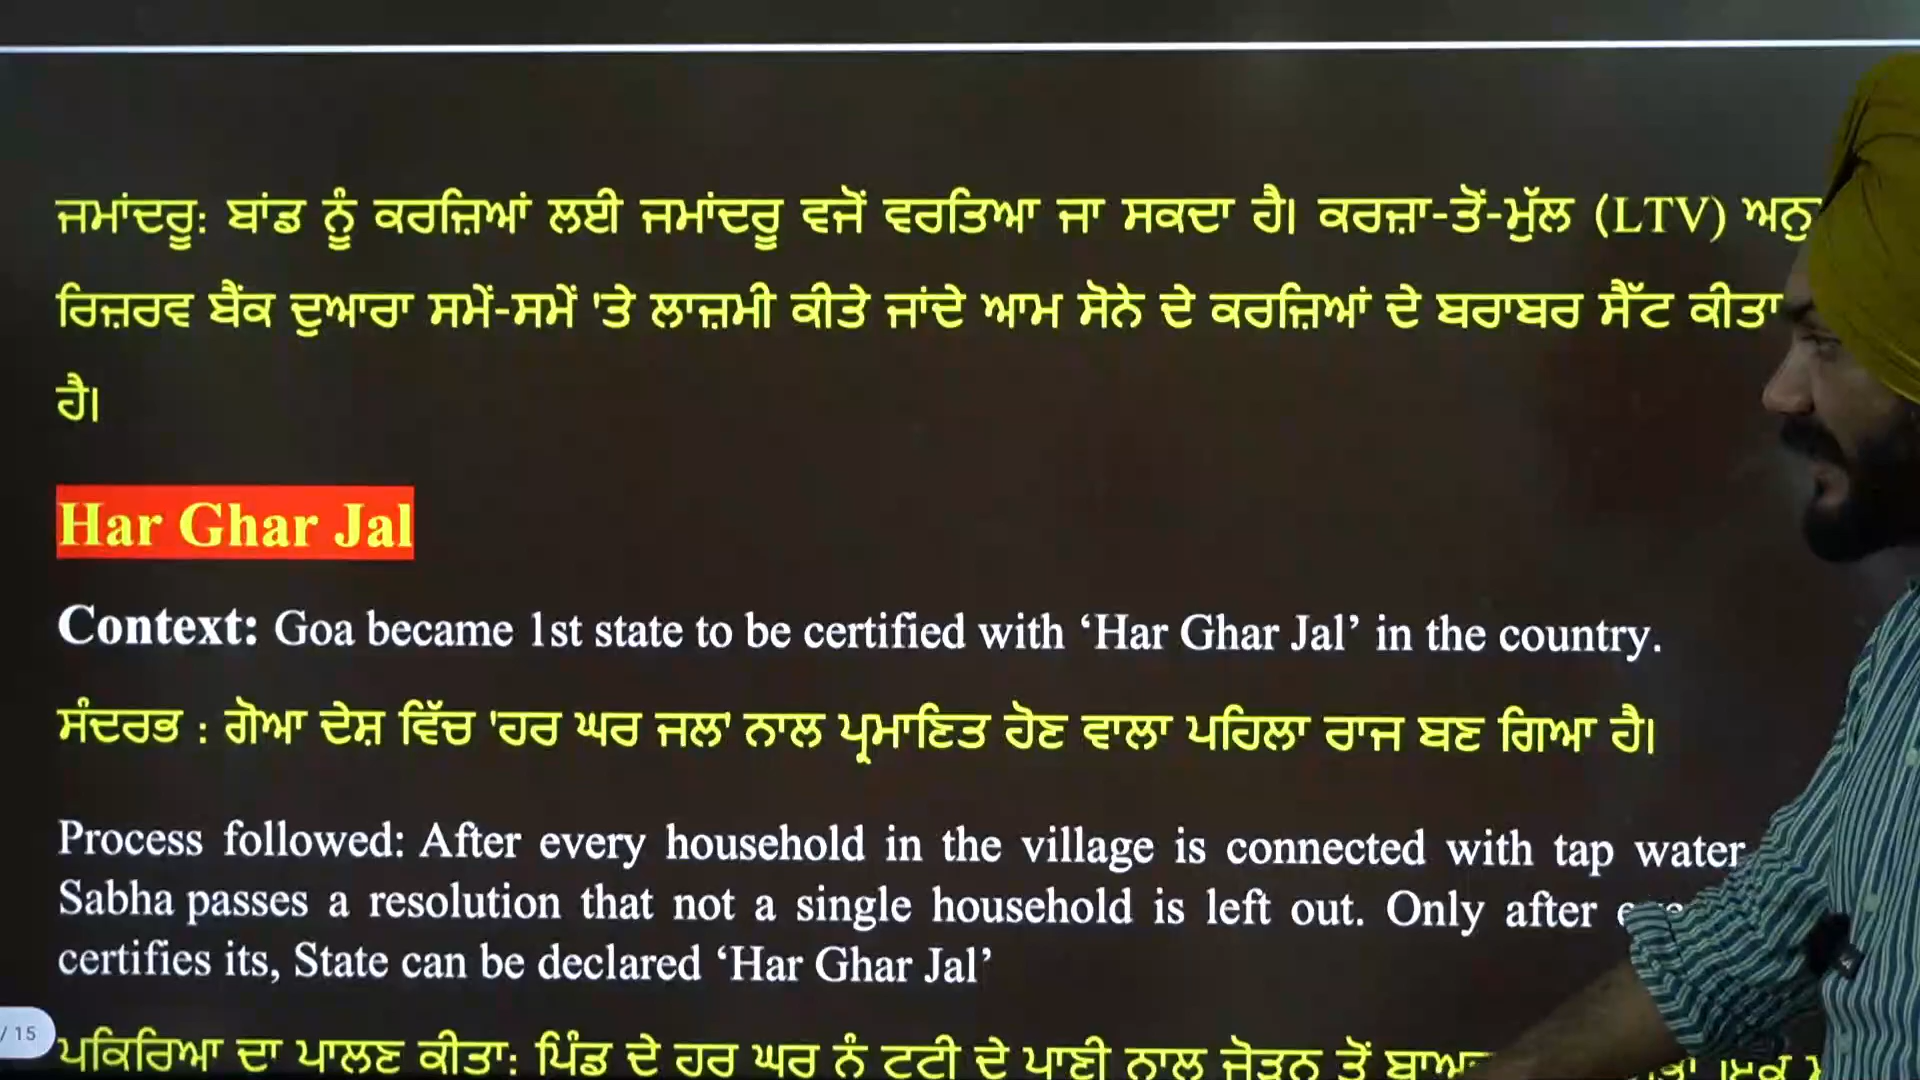 ਜਮਾਂਦਰੂ: ਬਾਂਡ ਨੂੰ ਕਰਜ਼ਿਆਂ ਲਈ ਜਮਾਂਦਰੂ ਵਜੋਂ ਵਰਤਿਆ ਜਾ ਸਕਦਾ ਹੈ। ਕਰਜ਼ਾ-ਤੋਂ-ਮੁੱਲ (LTV)
ਰਿਜ਼ਰਵ ਬੈਂਕ ਦੁਆਰਾ ਸਮੇਂ-ਸਮੇਂ 'ਤੇ ਲਾਜ਼ਮੀ ਕੀਤੇ ਜਾਂਦੇ ਆਮ ਸੋਨੇ ਦੇ ਕਰਜ਼ਿਆਂ ਦੇ ਬਰਾਬਰ ਸੈੱਟ ਕੀਤਾ
ਹੈ।
Har Ghar Jal
Context: Goa became 1st state to be certified with ‘Har Ghar Jal’ in the country.
ਸੰਦਰਭ : ਗੋਆ ਦੇਸ਼ ਵਿੱਚ 'ਹਰ ਘਰ ਜਲ' ਨਾਲ ਪ੍ਰਮਾਣਿਤ ਹੋਣ ਵਾਲਾ ਪਹਿਲਾ ਰਾਜ ਬਣ ਗਿਆ ਹੈ।
Process followed: After every household in the village is connected with tap water
Sabha passes a resolution that not a single household is left out. Only after
certifies its, State can be declared ‘Har Ghar Jal’
/ 15
ਪਕਿਰਿਆ ਦਾ ਪਾਲਣ ਕੀਤਾ: ਪਿੰਡ ਦੇ ਹਰ ਘਰ ਨੂੰ ਟੂਟੀ ਦੇ ਪਾਣੀ ਨਾਲ ਜੋੜਨ ਤੋਂ